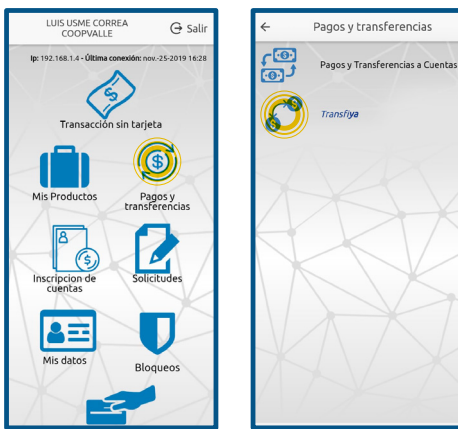 LUIS USME CORREA
COOPVALLE
Salir
Ip: 192.168.1.4 - Última conexión: nov.-25-2019 16:28
Transacción sin tarjeta
Mis Productos
Pagos y
transferencias
Inscripcion de
cuentas
Solicitudes
Mis datos
Bloqueos
Pagos y transferencias
Pagos y Transferencias a Cuentas
Transfiya